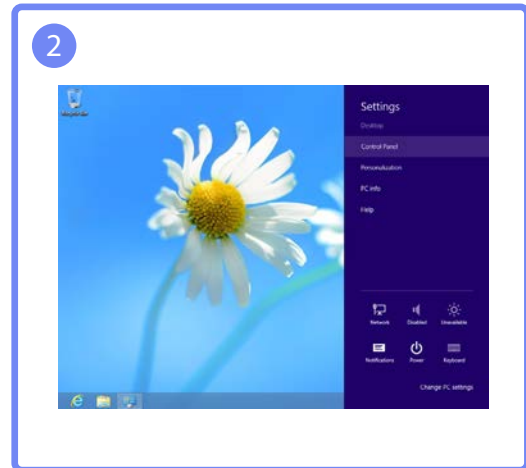 2
Settings
Desktop
Control Panel
Personalization
PC info
Help
Network
Disabled
Unavailable
Notifications
Power
Keyboard
Change PC settings